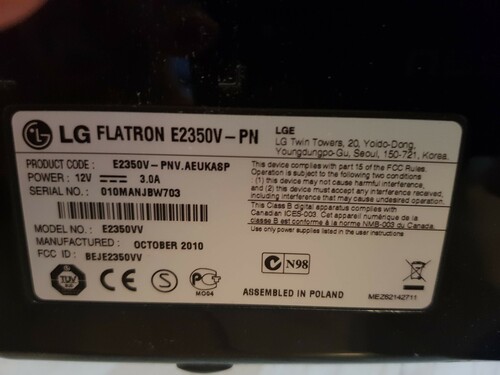 LG FLATRON E2350V-PN
LGE
LG Twin Towers, 20, Yoido-Dong,
Youngdungpo-Gu, Seoul, 150-721, Korea.
PRODUCT CODE : E2350V-PNV.AEUKASP
POWER : 12V ⎓ 3.0A
SERIAL NO. : 010MANJBW703
MODEL NO. : E2350VV
MANUFACTURED : OCTOBER 2010
FCC ID : BEJE2350VV
This device complies with part 15 of the FCC Rules.
Operation is subject to the following two conditions:
(1) this device may not cause harmful interference,
and (2) this device must accept any interference received,
including interference that may cause undesired operation.
This Class B digital apparatus complies with
Canadian ICES-003. Cet appareil numérique de la
classe B est conforme à la norme NMB-003 du Canada.
Use only power supplies listed in the user instructions
TUV
CE
S
PC
MO64
C N98
ASSEMBLED IN POLAND
MEZ62142711